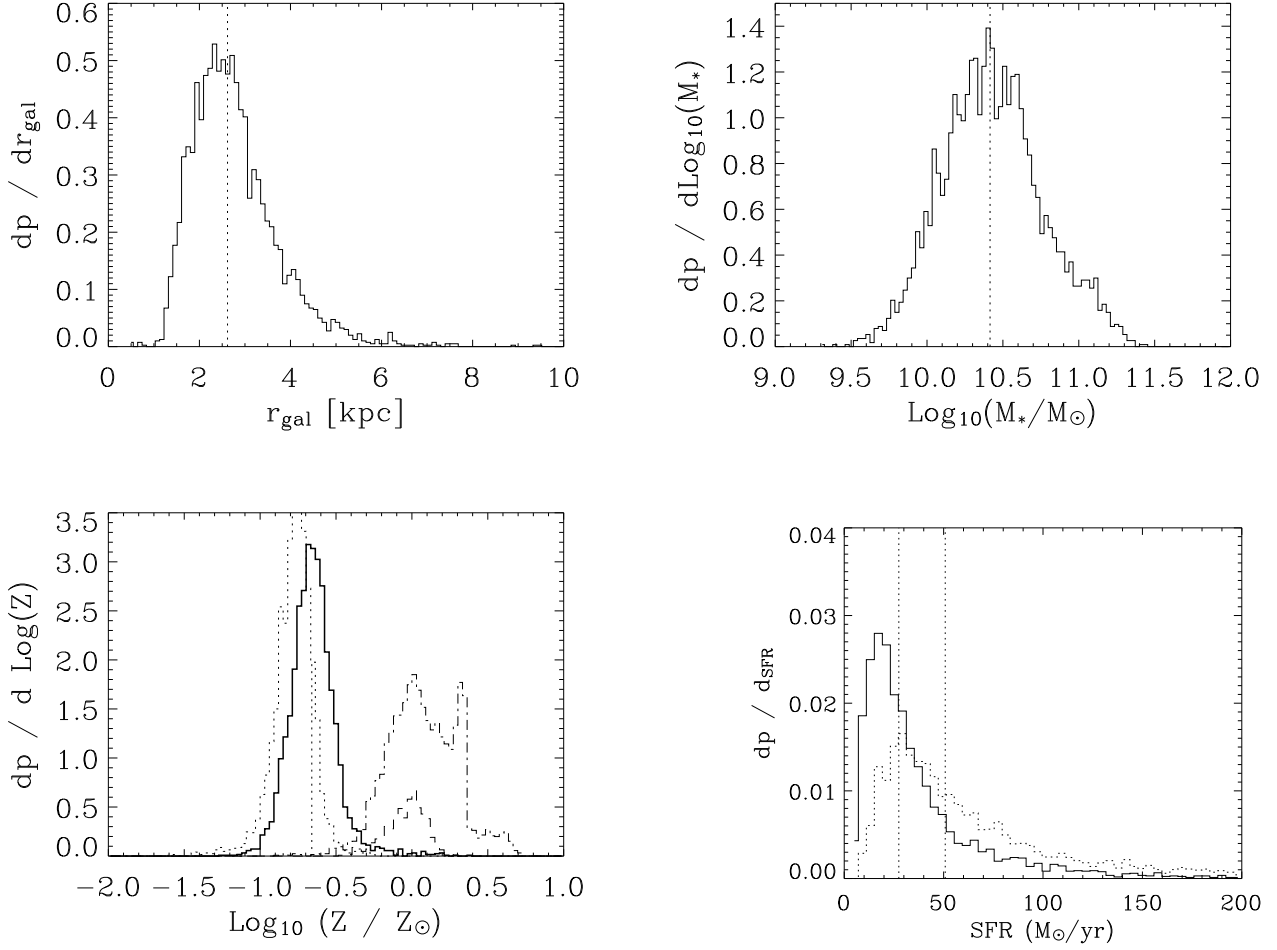 0.6
0.5
0.4
0.3
0.2
0.1
0.0
dp / dr_gal
0 2 4 6 8 10
r_gal [kpc]
1.4
1.2
1.0
0.8
0.6
0.4
0.2
0.0
dp / dLog₁₀(M_*)
9.0 9.5 10.0 10.5 11.0 11.5 12.0
Log₁₀(M_*/M_⊙)
3.5
3.0
2.5
2.0
1.5
1.0
0.5
0.0
dp / d Log(Z)
−2.0 −1.5 −1.0 −0.5 0.0 0.5 1.0
Log₁₀ (Z / Z_⊙)
0.04
0.03
0.02
0.01
0.00
dp / d_SFR
0 50 100 150 200
SFR (M_⊙/yr)